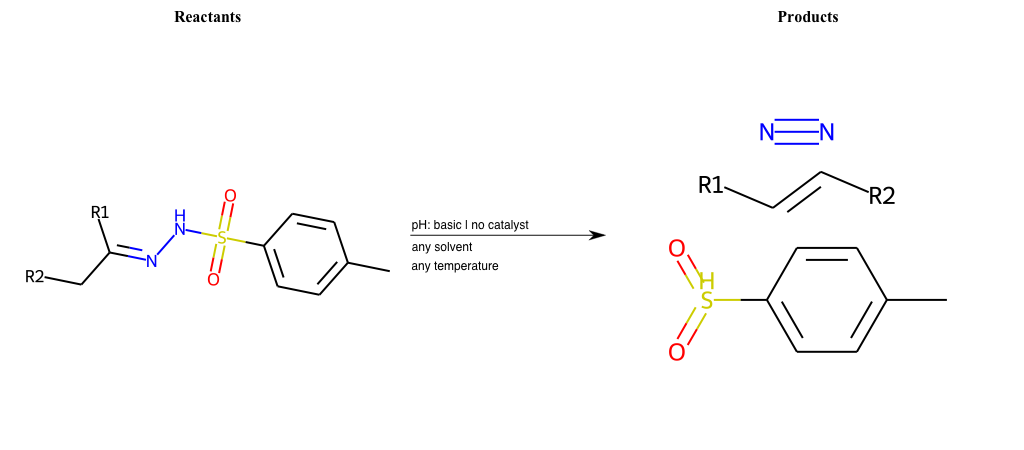 Reactants
Products
N N
R1
R2
R1
O
H
N
S
N
O
R2
pH: basic | no catalyst
any solvent
any temperature
O
H
S
O